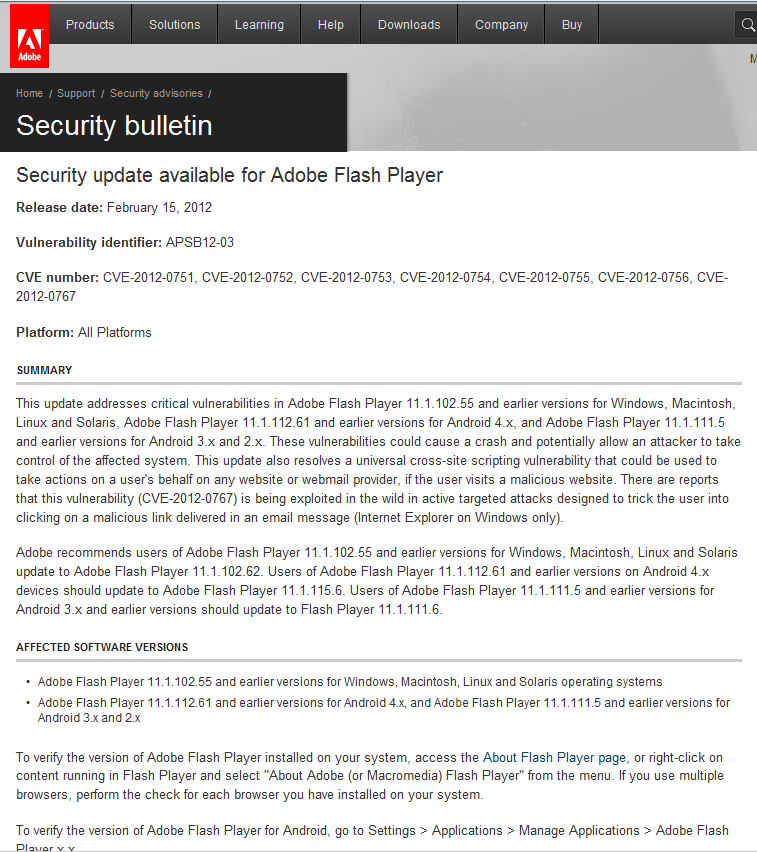 Products Solutions Learning Help Downloads Company Buy
Adobe
M
Home / Support / Security advisories /
Security bulletin
Security update available for Adobe Flash Player
Release date: February 15, 2012
Vulnerability identifier: APSB12-03
CVE number: CVE-2012-0751, CVE-2012-0752, CVE-2012-0753, CVE-2012-0754, CVE-2012-0755, CVE-2012-0756, CVE-
2012-0767
Platform: All Platforms
SUMMARY
This update addresses critical vulnerabilities in Adobe Flash Player 11.1.102.55 and earlier versions for Windows, Macintosh,
Linux and Solaris, Adobe Flash Player 11.1.112.61 and earlier versions for Android 4.x, and Adobe Flash Player 11.1.111.5
and earlier versions for Android 3.x and 2.x. These vulnerabilities could cause a crash and potentially allow an attacker to take
control of the affected system. This update also resolves a universal cross-site scripting vulnerability that could be used to
take actions on a user's behalf on any website or webmail provider, if the user visits a malicious website. There are reports
that this vulnerability (CVE-2012-0767) is being exploited in the wild in active targeted attacks designed to trick the user into
clicking on a malicious link delivered in an email message (Internet Explorer on Windows only).
Adobe recommends users of Adobe Flash Player 11.1.102.55 and earlier versions for Windows, Macintosh, Linux and Solaris
update to Adobe Flash Player 11.1.102.62. Users of Adobe Flash Player 11.1.112.61 and earlier versions on Android 4.x
devices should update to Adobe Flash Player 11.1.115.6. Users of Adobe Flash Player 11.1.111.5 and earlier versions for
Android 3.x and earlier versions should update to Flash Player 11.1.111.6.
AFFECTED SOFTWARE VERSIONS
• Adobe Flash Player 11.1.102.55 and earlier versions for Windows, Macintosh, Linux and Solaris operating systems
• Adobe Flash Player 11.1.112.61 and earlier versions for Android 4.x, and Adobe Flash Player 11.1.111.5 and earlier versions for
Android 3.x and 2.x
To verify the version of Adobe Flash Player installed on your system, access the About Flash Player page, or right-click on
content running in Flash Player and select "About Adobe (or Macromedia) Flash Player" from the menu. If you use multiple
browsers, perform the check for each browser you have installed on your system.
To verify the version of Adobe Flash Player for Android, go to Settings > Applications > Manage Applications > Adobe Flash
Player x.x.